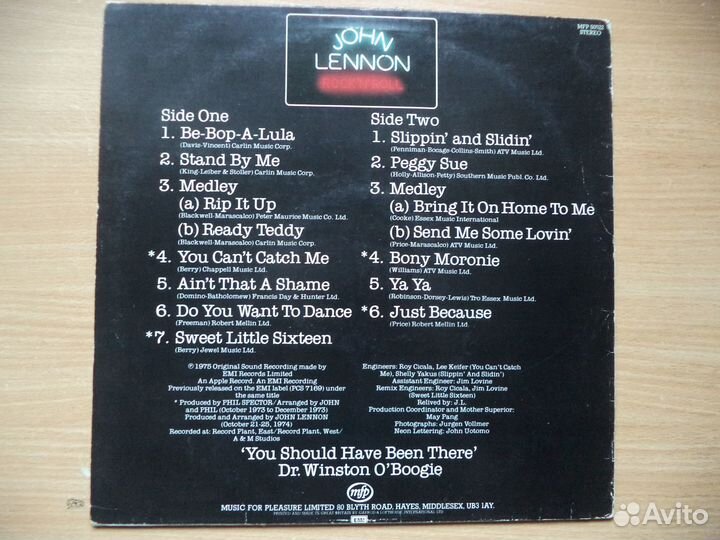 JOHN
LENNON
ROCK'N'ROLL
MFP 50522
STEREO
Side One
1. Be-Bop-A-Lula
(Davis-Vincent) Carlin Music Corp.
2. Stand By Me
(King-Leiber & Stoller) Carlin Music Corp.
3. Medley
(a) Rip It Up
(Blackwell-Marascalco) Peter Maurice Music Co. Ltd.
(b) Ready Teddy
(Blackwell-Marascalco) Carlin Music Corp.
*4. You Can't Catch Me
(Berry) Chappell Music Ltd.
5. Ain't That A Shame
(Domino-Batholomew) Francis Day & Hunter Ltd.
6. Do You Want To Dance
(Freeman) Robert Mellin Ltd.
*7. Sweet Little Sixteen
(Berry) Jewel Music Ltd.
Side Two
1. Slippin' and Slidin'
(Penniman-Bocage-Collins-Smith) ATV Music Ltd.
2. Peggy Sue
(Holly-Allison-Petty) Southern Music Publ. Co. Ltd.
3. Medley
(a) Bring It On Home To Me
(Cooke) Essex Music International
(b) Send Me Some Lovin'
(Price-Marascalco) ATV Music Ltd.
*4. Bony Moronie
(Williams) ATV Music Ltd.
5. Ya Ya
(Robinson-Dorsey-Lewis) Tro Essex Music Ltd.
*6. Just Because
(Price) Robert Mellin Ltd.
℗ 1975 Original Sound Recording made by
EMI Records Limited
An Apple Record. An EMI Recording
Previously released on the EMI label (PCS 7169) under
the same title
* Produced by PHIL SPECTOR/Arranged by JOHN
and PHIL (October 1973 to December 1973)
Produced and Arranged by JOHN LENNON
(October 21-25, 1974)
Recorded at: Record Plant, East/Record Plant, West/
A & M Studios
Engineers: Roy Cicala, Lee Keifer (You Can't Catch
Me), Shelly Yakus (Slippin' And Slidin')
Assistant Engineer: Jim Lovine
Remix Engineers: Roy Cicala, Jim Lovine
(Sweet Little Sixteen)
Relived by: J.L.
Production Coordinator and Mother Superior:
May Pang
Photographs: Jurgen Vollmer
Neon Lettering: John Uotomo
'You Should Have Been There'
Dr. Winston O'Boogie
mfp
MUSIC FOR PLEASURE LIMITED 80 BLYTH ROAD, HAYES, MIDDLESEX, UB3 1AY.
PRINTED AND MADE IN GREAT BRITAIN BY GARROD & LOFTHOUSE INTERNATIONAL LTD
EMI
Avito